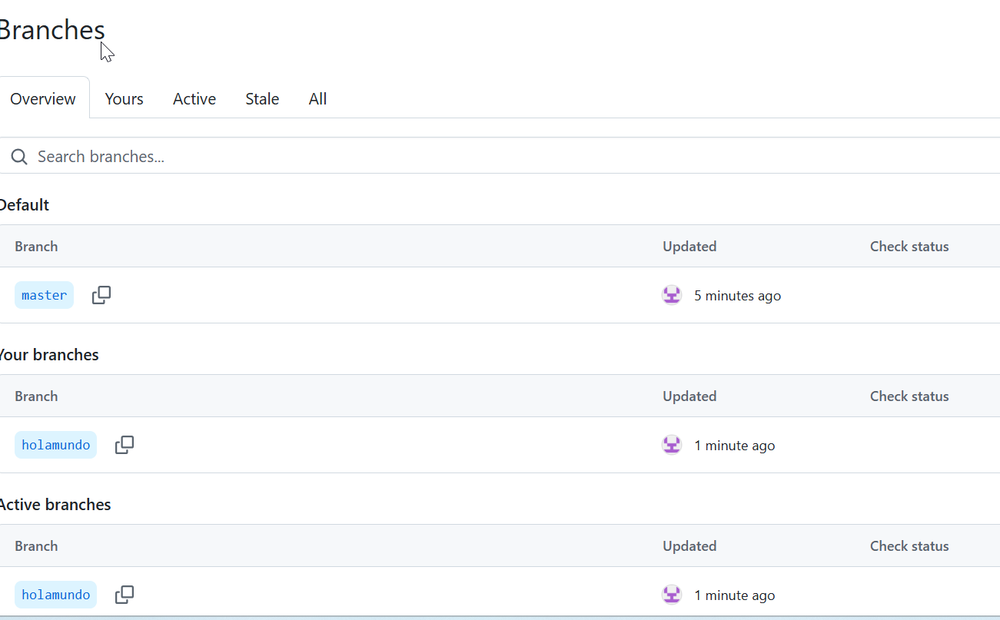 Branches
Overview Yours Active Stale All
Search branches...
Default
Branch Updated Check status
master 5 minutes ago
Your branches
Branch Updated Check status
holamundo 1 minute ago
Active branches
Branch Updated Check status
holamundo 1 minute ago